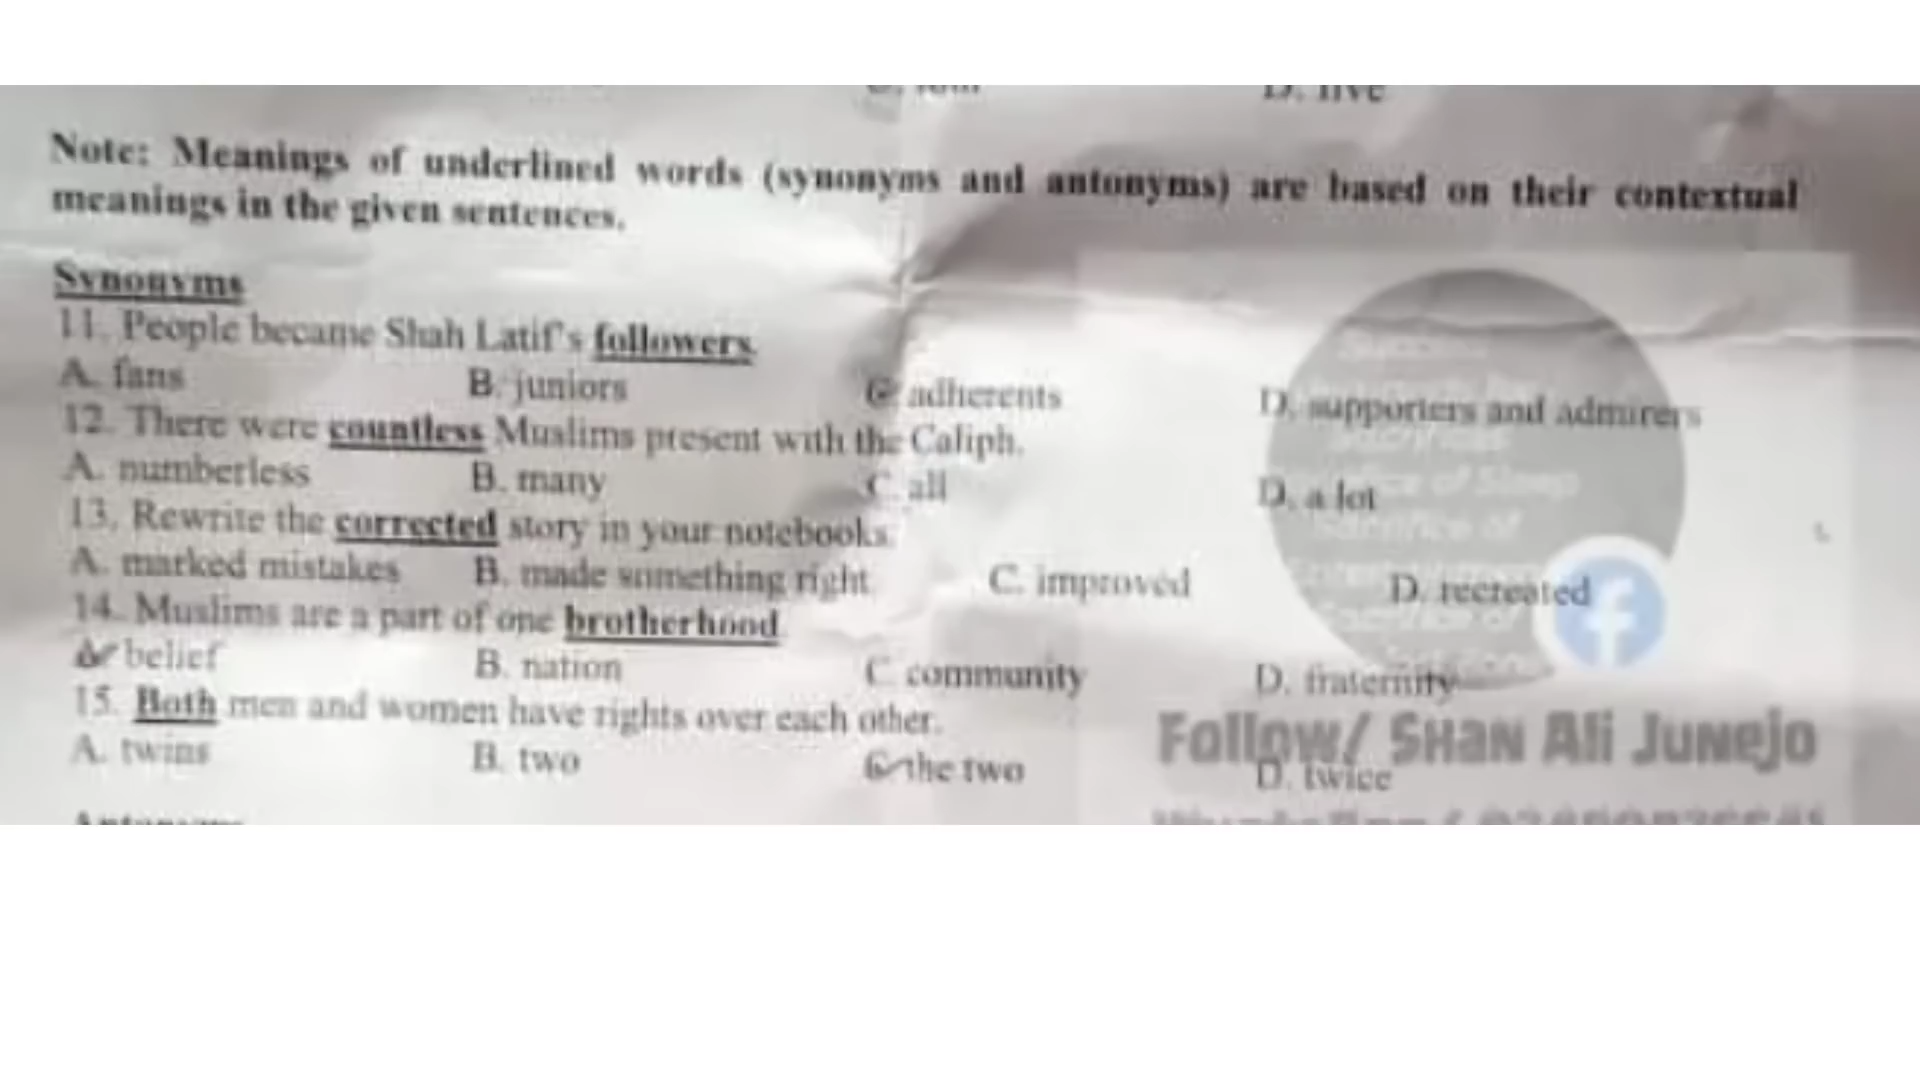 D. five
Note: Meanings of underlined words (synonyms and antonyms) are based on their contextual
meanings in the given sentences.
Synonyms
11. People became Shah Latif's followers.
A. fans B. juniors C. adherents D. supporters and admirers
12. There were countless Muslims present with the Caliph.
A. numberless B. many C. all D. a lot
13. Rewrite the corrected story in your notebooks.
A. marked mistakes B. made something right C. improved D. recreated
14. Muslims are a part of one brotherhood.
A. belief B. nation C. community D. fraternity
15. Both men and women have rights over each other.
Follow/ SHAN Ali JUNejo
A. twins B. two C. the two D. twice